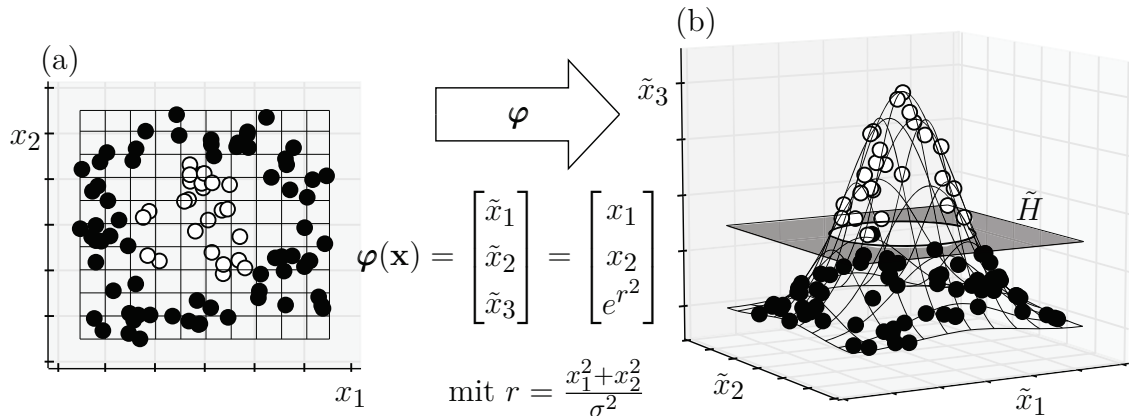 (a)
x₂
x₁
φ
φ(x) = [x̃₁ x̃₂ x̃₃] = [x₁ x₂ e^{r²}]
mit r = (x₁²+x₂²)/σ²
(b)
x̃₃
H̃
x̃₂
x̃₁